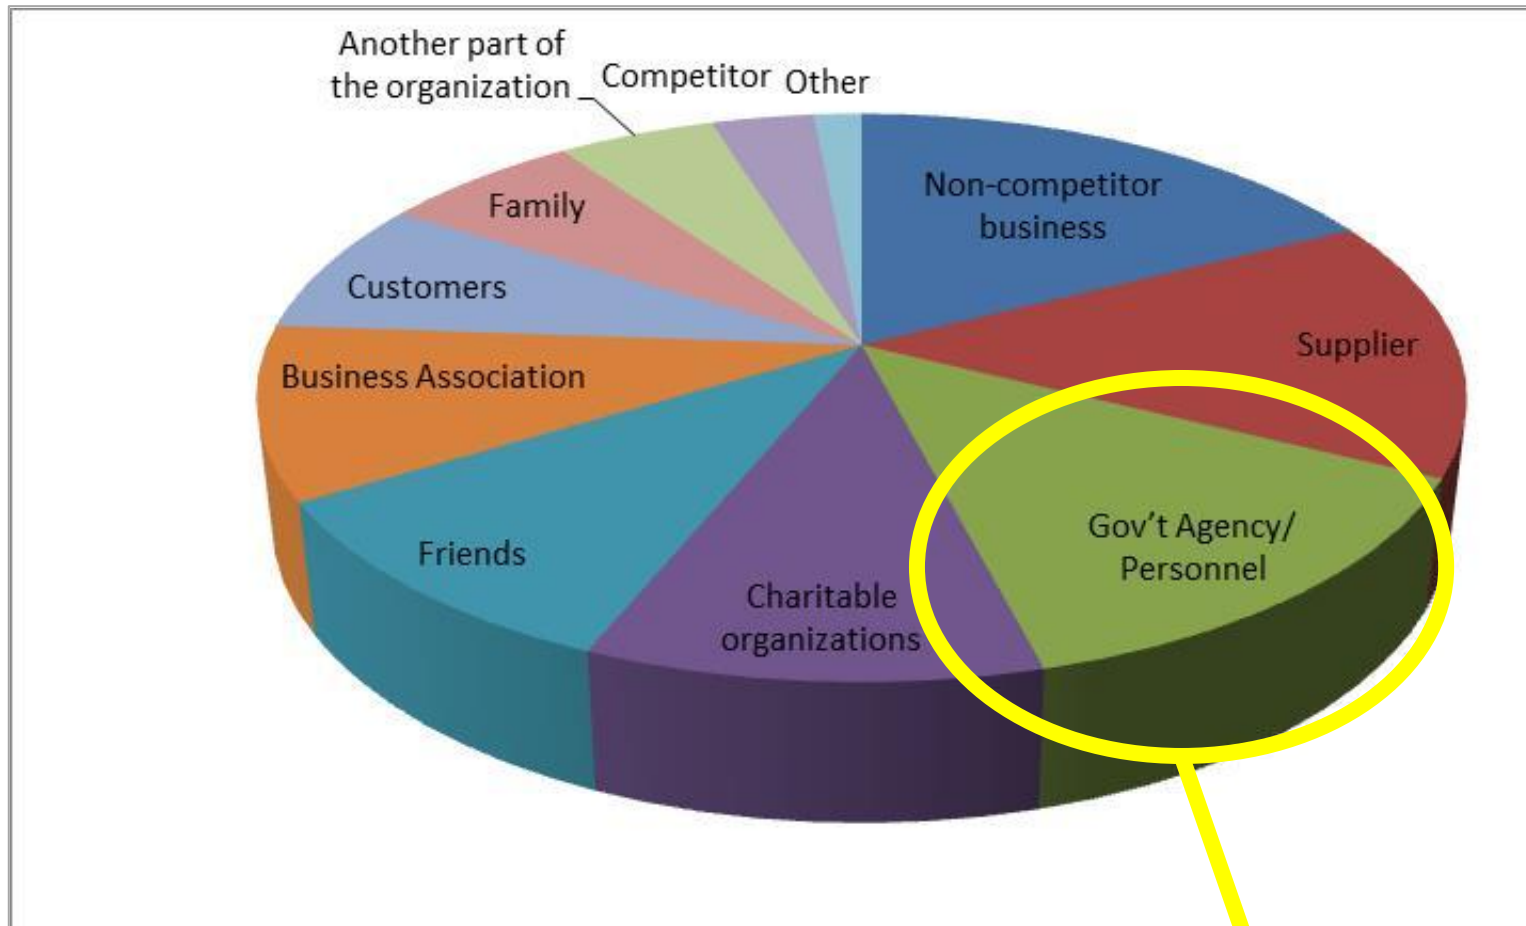 Another part of
the organization
Competitor
Other
Non-competitor
business
Family
Customers
Supplier
Business Association
Gov't Agency/
Personnel
Friends
Charitable
organizations